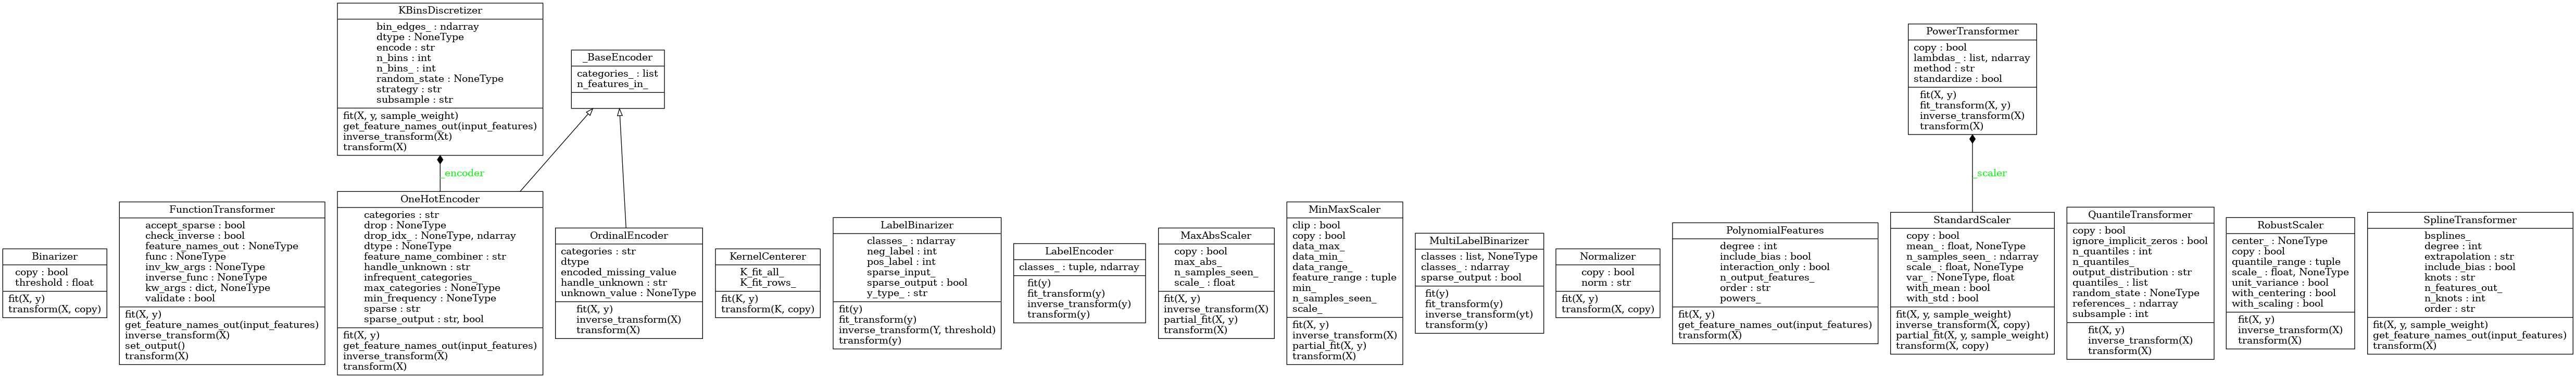 KBinsDiscretizer
bin_edges_ : ndarray
dtype : NoneType
encode : str
n_bins : int
n_bins_ : int
random_state : NoneType
strategy : str
subsample : str
fit(X, y, sample_weight)
get_feature_names_out(input_features)
inverse_transform(Xt)
transform(X)
_BaseEncoder
categories_ : list
n_features_in_
PowerTransformer
copy : bool
lambdas_ : list, ndarray
method : str
standardize : bool
fit(X, y)
fit_transform(X, y)
inverse_transform(X)
transform(X)
_encoder
_scaler
Binarizer
copy : bool
threshold : float
fit(X, y)
transform(X, copy)
FunctionTransformer
accept_sparse : bool
check_inverse : bool
feature_names_out : NoneType
func : NoneType
inv_kw_args : NoneType
inverse_func : NoneType
kw_args : dict, NoneType
validate : bool
fit(X, y)
get_feature_names_out(input_features)
inverse_transform(X)
set_output()
transform(X)
OneHotEncoder
categories : str
drop : NoneType
drop_idx_ : NoneType, ndarray
dtype : NoneType
feature_name_combiner : str
handle_unknown : str
infrequent_categories_
max_categories : NoneType
min_frequency : NoneType
sparse : str
sparse_output : str, bool
fit(X, y)
get_feature_names_out(input_features)
inverse_transform(X)
transform(X)
OrdinalEncoder
categories : str
dtype
encoded_missing_value
handle_unknown : str
unknown_value : NoneType
fit(X, y)
inverse_transform(X)
transform(X)
KernelCenterer
K_fit_all_
K_fit_rows_
fit(K, y)
transform(K, copy)
LabelBinarizer
classes_ : ndarray
neg_label : int
pos_label : int
sparse_input_
sparse_output : bool
y_type_ : str
fit(y)
fit_transform(y)
inverse_transform(Y, threshold)
transform(y)
LabelEncoder
classes_ : tuple, ndarray
fit(y)
fit_transform(y)
inverse_transform(y)
transform(y)
MaxAbsScaler
copy : bool
max_abs_
n_samples_seen_
scale_ : float
fit(X, y)
inverse_transform(X)
partial_fit(X, y)
transform(X)
MinMaxScaler
clip : bool
copy : bool
data_max_
data_min_
data_range_
feature_range : tuple
min_
n_samples_seen_
scale_
fit(X, y)
inverse_transform(X)
partial_fit(X, y)
transform(X)
MultiLabelBinarizer
classes : list, NoneType
classes_ : ndarray
sparse_output : bool
fit(y)
fit_transform(y)
inverse_transform(yt)
transform(y)
Normalizer
copy : bool
norm : str
fit(X, y)
transform(X, copy)
PolynomialFeatures
degree : int
include_bias : bool
interaction_only : bool
n_output_features_
order : str
powers_
fit(X, y)
get_feature_names_out(input_features)
transform(X)
StandardScaler
copy : bool
mean_ : float, NoneType
n_samples_seen_ : ndarray
scale_ : float, NoneType
var_ : NoneType, float
with_mean : bool
with_std : bool
fit(X, y, sample_weight)
inverse_transform(X, copy)
partial_fit(X, y, sample_weight)
transform(X, copy)
QuantileTransformer
copy : bool
ignore_implicit_zeros : bool
n_quantiles : int
n_quantiles_
output_distribution : str
quantiles_ : list
random_state : NoneType
references_ : ndarray
subsample : int
fit(X, y)
inverse_transform(X)
transform(X)
RobustScaler
center_ : NoneType
copy : bool
quantile_range : tuple
scale_ : float, NoneType
unit_variance : bool
with_centering : bool
with_scaling : bool
fit(X, y)
inverse_transform(X)
transform(X)
SplineTransformer
bsplines_
degree : int
extrapolation : str
include_bias : bool
knots : str
n_features_out_
n_knots : int
order : str
fit(X, y, sample_weight)
get_feature_names_out(input_features)
transform(X)